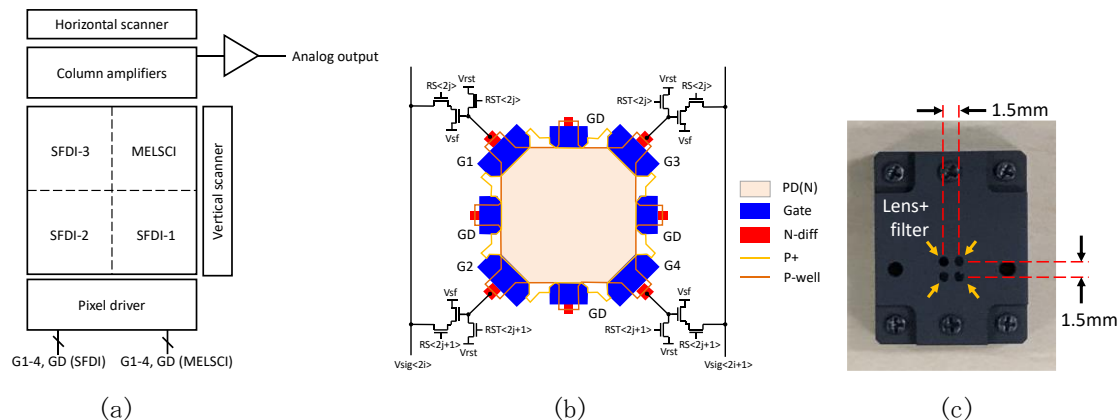 Horizontal scanner
Column amplifiers
Analog output
SFDI-3
MELSCI
SFDI-2
SFDI-1
Vertical scanner
Pixel driver
G1-4, GD (SFDI)
G1-4, GD (MELSCI)
(a)
Vrst
RS<2j>
RST<2j>
Vsf
G1
GD
Vrst
RS<2j>
RST<2j>
Vsf
G3
GD
GD
G2
G4
GD
Vsf
RST<2j+1>
RS<2j+1>
Vrst
Vsf
RST<2j+1>
RS<2j+1>
Vrst
Vsig<2i>
Vsig<2i+1>
PD(N)
Gate
N-diff
P+
P-well
(b)
1.5mm
Lens+
filter
1.5mm
(c)